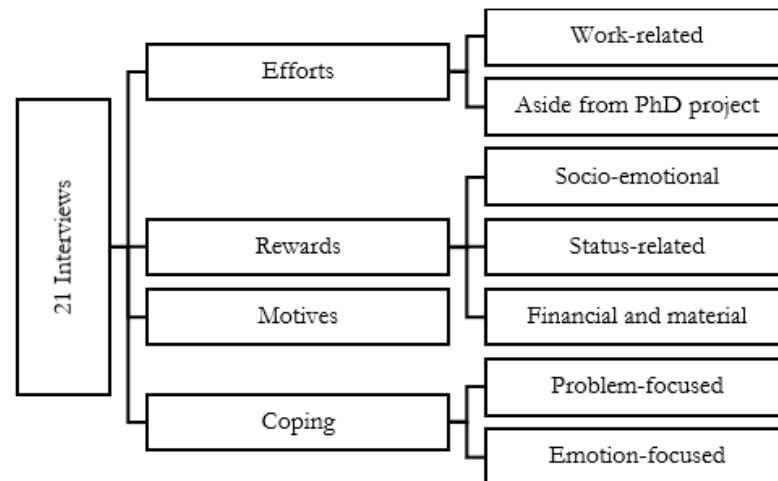 21 Interviews
Efforts
Work-related
Aside from PhD project
Rewards
Socio-emotional
Status-related
Financial and material
Motives
Coping
Problem-focused
Emotion-focused